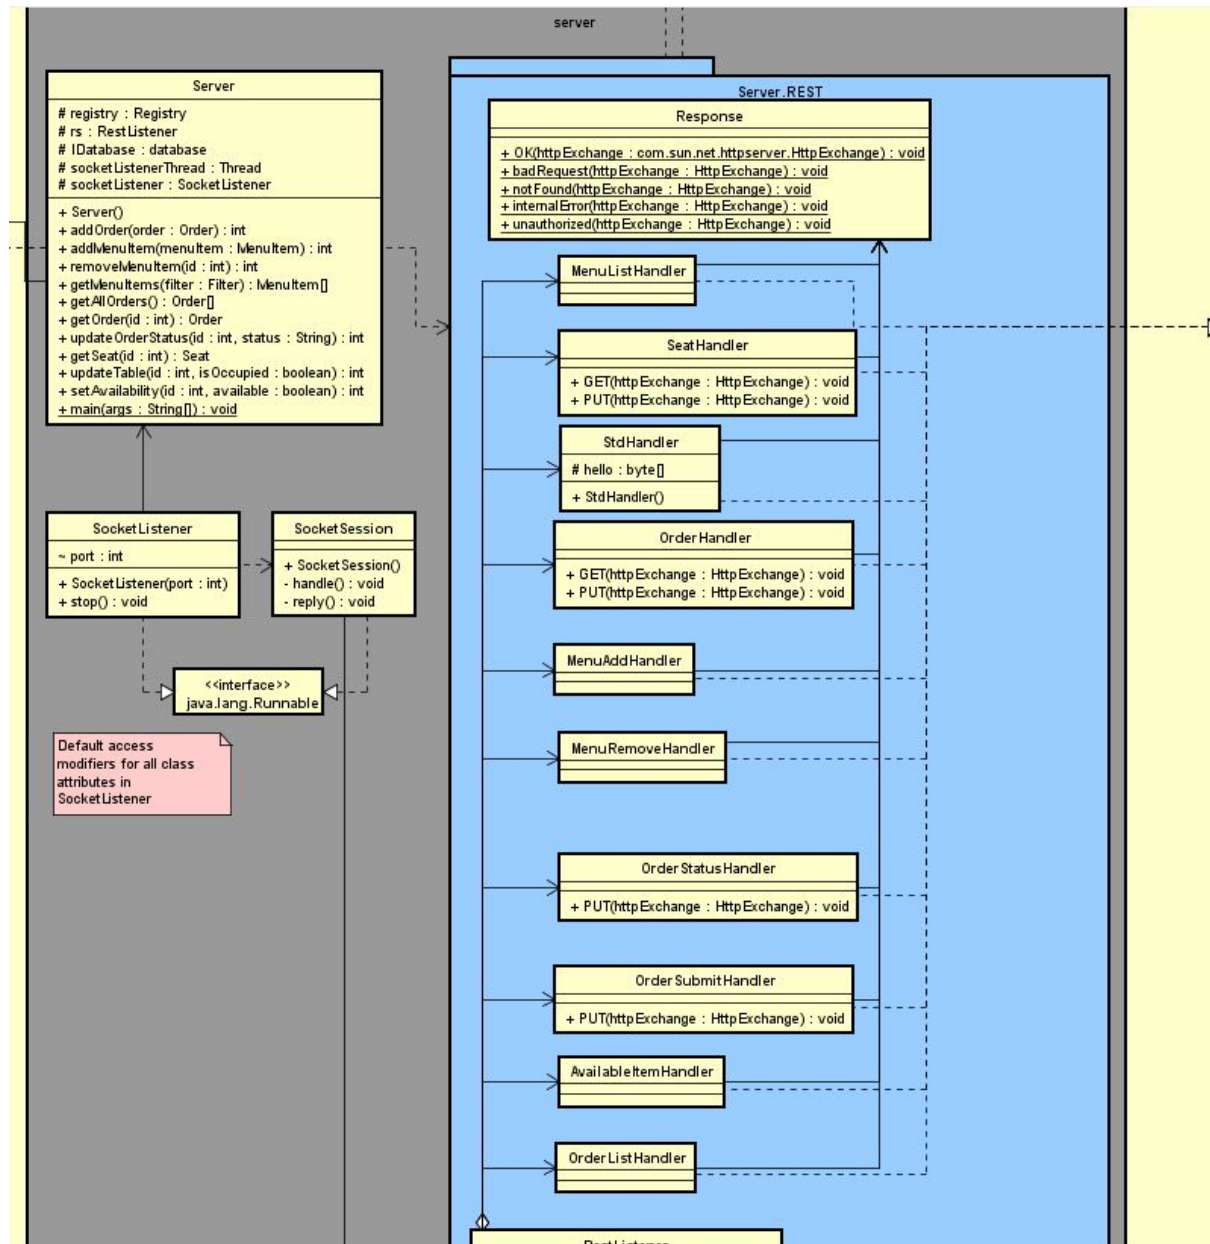 server
Server
# registry : Registry
# rs : RestListener
# IDatabase : database
# socketListenerThread : Thread
# socketListener : SocketListener
+ Server()
+ addOrder(order : Order) : int
+ addMenuItem(menuItem : MenuItem) : int
+ removeMenuItem(id : int) : int
+ getMenuItems(filter : Filter) : MenuItem[]
+ getAllOrders() : Order[]
+ getOrder(id : int) : Order
+ updateOrderStatus(id : int, status : String) : int
+ getSeat(id : int) : Seat
+ updateTable(id : int, isOccupied : boolean) : int
+ setAvailability(id : int, available : boolean) : int
+ main(args : String[]) : void
SocketListener
~ port : int
+ SocketListener(port : int)
+ stop() : void
SocketSession
+ SocketSession()
- handle() : void
- reply() : void
<<interface>>
java.lang.Runnable
Default access
modifiers for all class
attributes in
SocketListener
Server.REST
Response
+ OK(httpExchange : com.sun.net.httpserver.HttpExchange) : void
+ badRequest(httpExchange : HttpExchange) : void
+ notFound(httpExchange : HttpExchange) : void
+ internalError(httpExchange : HttpExchange) : void
+ unauthorized(httpExchange : HttpExchange) : void
MenuListHandler
SeatHandler
+ GET(httpExchange : HttpExchange) : void
+ PUT(httpExchange : HttpExchange) : void
StdHandler
# hello : byte[]
+ StdHandler()
OrderHandler
+ GET(httpExchange : HttpExchange) : void
+ PUT(httpExchange : HttpExchange) : void
MenuAddHandler
MenuRemoveHandler
OrderStatusHandler
+ PUT(httpExchange : HttpExchange) : void
OrderSubmitHandler
+ PUT(httpExchange : HttpExchange) : void
AvailableItemHandler
OrderListHandler